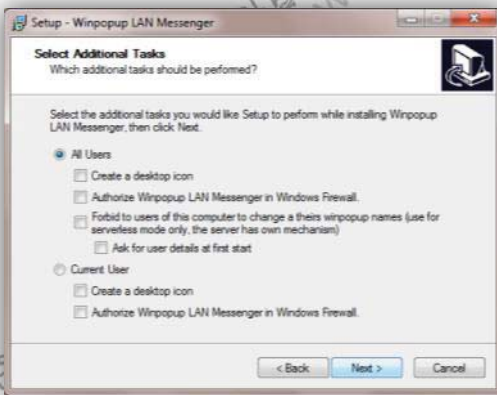 Setup - Winpopup LAN Messenger
Select Additional Tasks
Which additional tasks should be performed?
Select the additional tasks you would like Setup to perform while installing Winpopup
LAN Messenger, then click Next.
All Users
Create a desktop icon
Authorize Winpopup LAN Messenger in Windows Firewall.
Forbid to users of this computer to change a theirs winpopup names (use for
serverless mode only, the server has own mechanism)
Ask for user details at first start
Current User
Create a desktop icon
Authorize Winpopup LAN Messenger in Windows Firewall.
< Back
Next >
Cancel